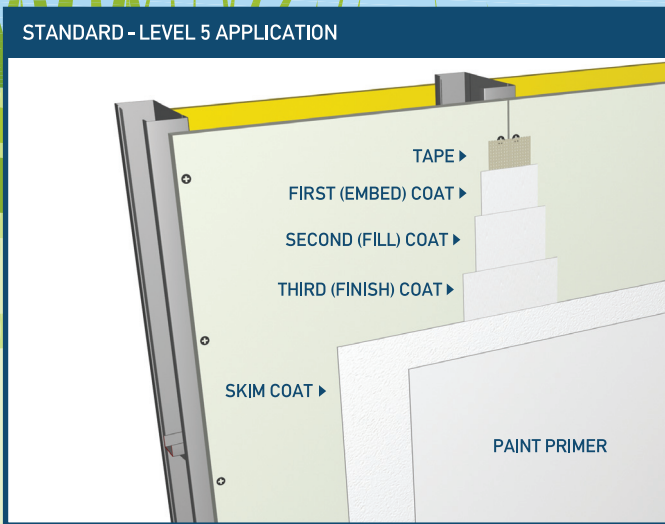 STANDARD - LEVEL 5 APPLICATION
TAPE
FIRST (EMBED) COAT
SECOND (FILL) COAT
THIRD (FINISH) COAT
SKIM COAT
PAINT PRIMER